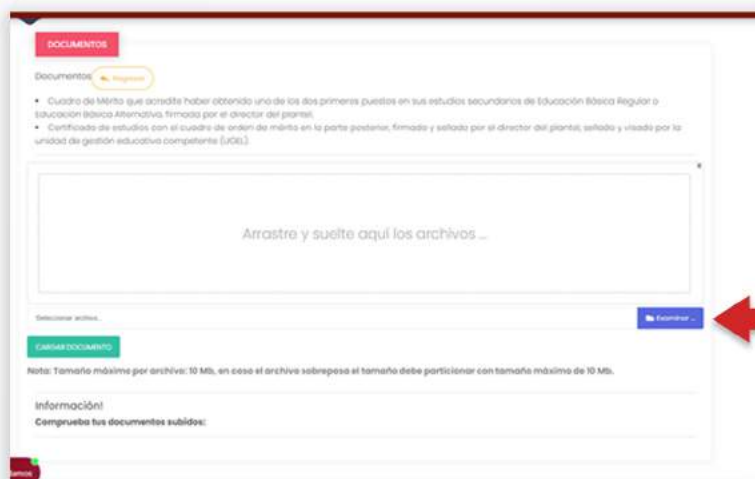 DOCUMENTOS
Documentos Regresar
• Cuadro de Mérito que acredite haber obtenido uno de los dos primeros puestos en sus estudios secundarios de Educación Básica Regular o
Educación Básica Alternativa, firmada por el director del plantel;
• Certificado de estudios con el cuadro de orden de mérito en la parte posterior, firmado y sellado por el director del plantel, sellado y visado por la
unidad de gestión educativa competente (UGEL).
x
Arrastre y suelte aquí los archivos …
Seleccionar archivo...
Examinar …
CARGAR DOCUMENTO
Nota: Tamaño máximo por archivo: 10 Mb, en caso el archivo sobrepasa el tamaño debe particionar con tamaño máximo de 10 Mb.
Información!
Comprueba tus documentos subidos: